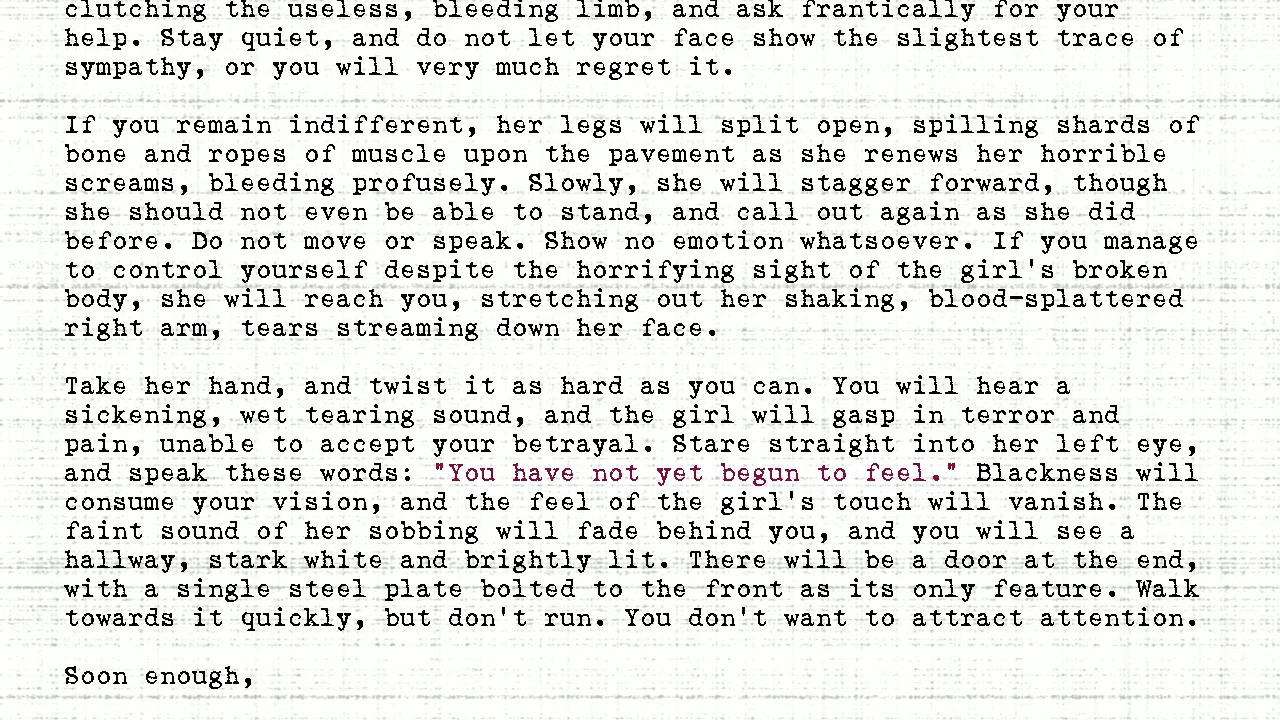 clutching the useless, bleeding limb, and ask frantically for your
help. Stay quiet, and do not let your face show the slightest trace of
sympathy, or you will very much regret it.
If you remain indifferent, her legs will split open, spilling shards of
bone and ropes of muscle upon the pavement as she renews her horrible
screams, bleeding profusely. Slowly, she will stagger forward, though
she should not even be able to stand, and call out again as she did
before. Do not move or speak. Show no emotion whatsoever. If you manage
to control yourself despite the horrifying sight of the girl's broken
body, she will reach you, stretching out her shaking, blood-splattered
right arm, tears streaming down her face.
Take her hand, and twist it as hard as you can. You will hear a
sickening, wet tearing sound, and the girl will gasp in terror and
pain, unable to accept your betrayal. Stare straight into her left eye,
and speak these words: "You have not yet begun to feel." Blackness will
consume your vision, and the feel of the girl's touch will vanish. The
faint sound of her sobbing will fade behind you, and you will see a
hallway, stark white and brightly lit. There will be a door at the end,
with a single steel plate bolted to the front as its only feature. Walk
towards it quickly, but don't run. You don't want to attract attention.
Soon enough,